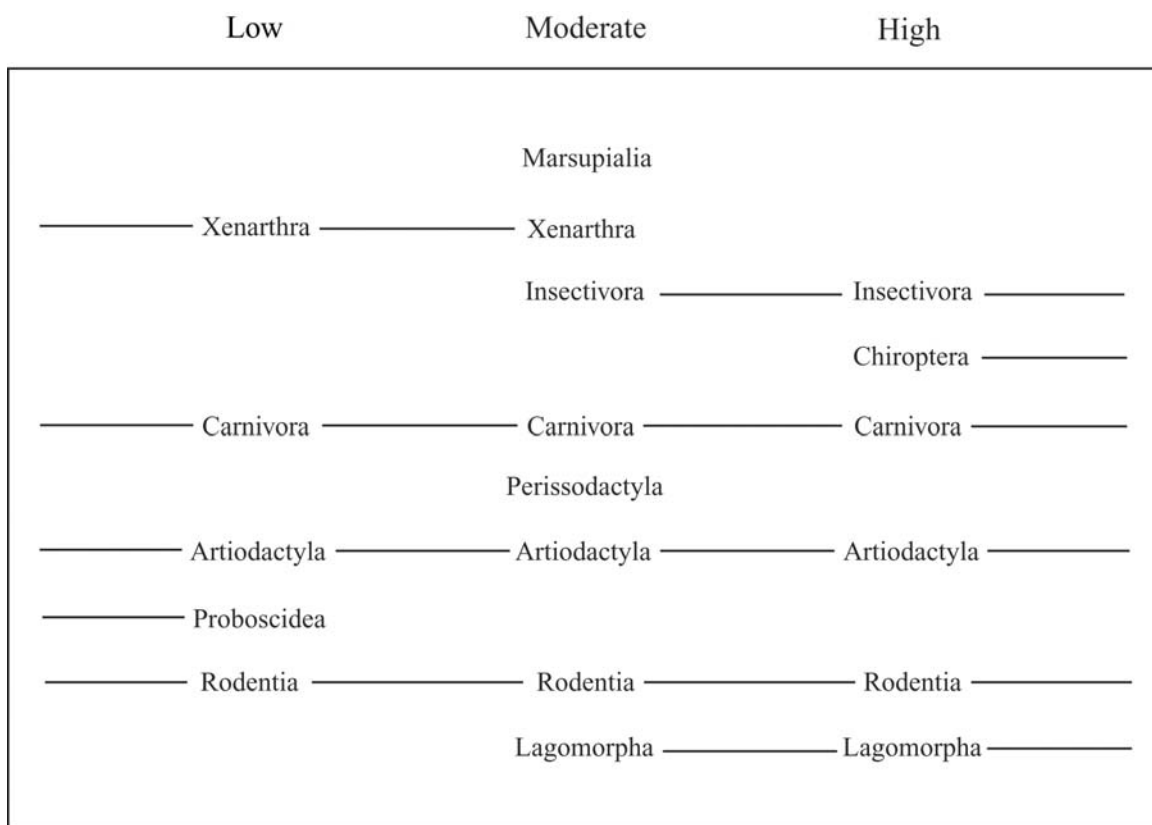 Low Moderate High
Marsupialia
Xenarthra Xenarthra
Insectivora Insectivora
Chiroptera
Carnivora Carnivora Carnivora
Perissodactyla
Artiodactyla Artiodactyla Artiodactyla
Proboscidea
Rodentia Rodentia Rodentia
Lagomorpha Lagomorpha